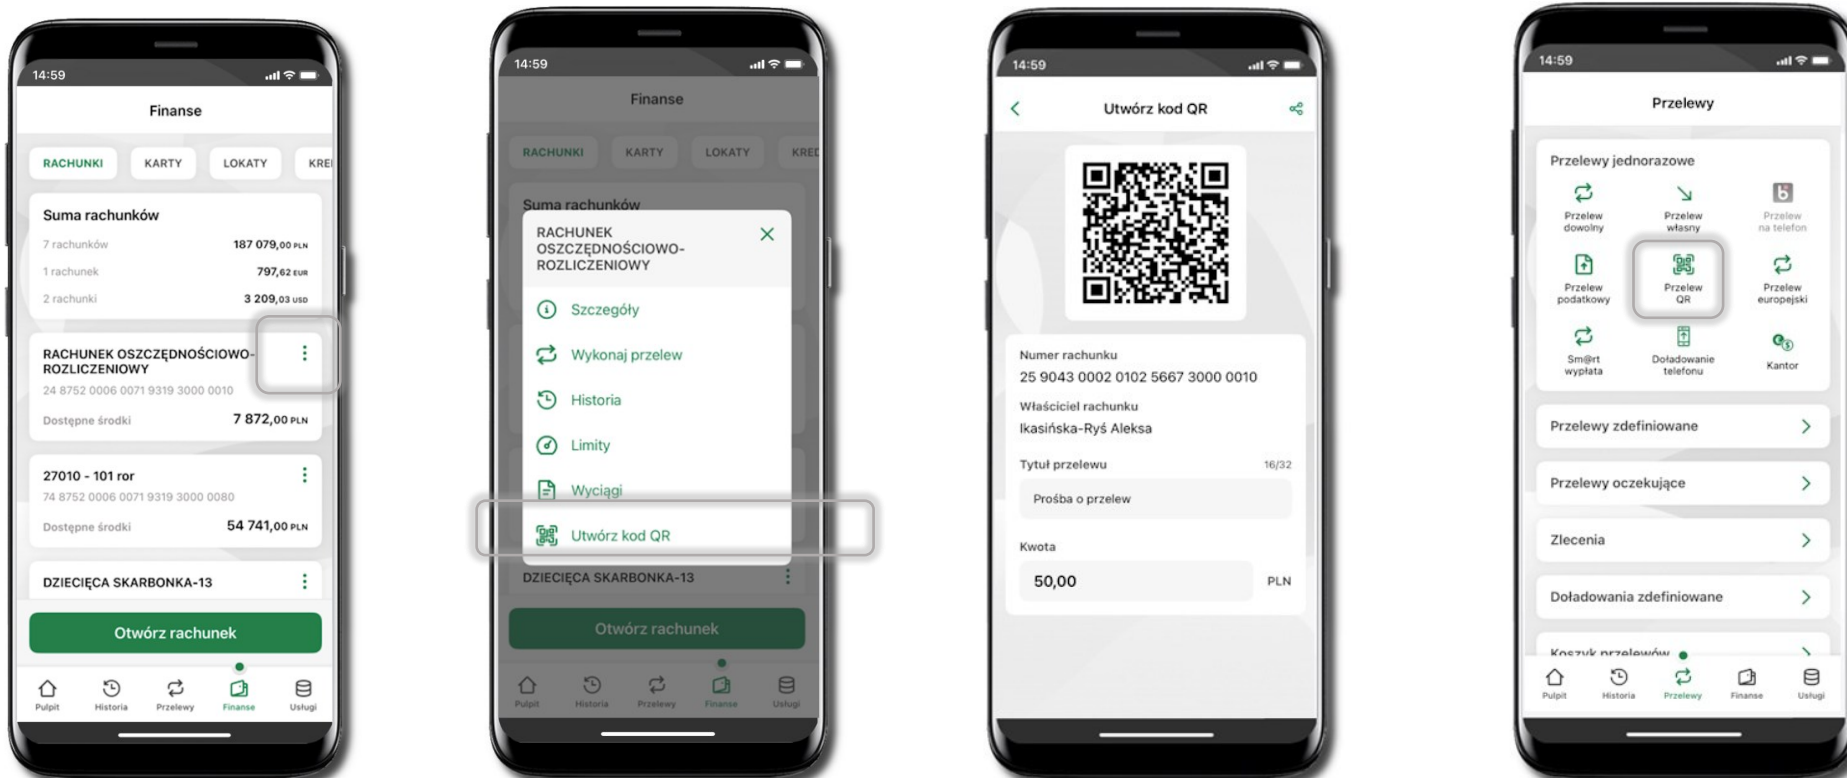 14:59
Finanse
RACHUNKI KARTY LOKATY KRE
Suma rachunków
7 rachunków 187 079,00 PLN
1 rachunek 797,62 EUR
2 rachunki 3 209,03 USD
RACHUNEK OSZCZĘDNOŚCIOWO-
ROZLICZENIOWY
24 8752 0006 0071 9319 3000 0010
Dostępne środki 7 872,00 PLN
27010 - 101 ror
74 8752 0006 0071 9319 3000 0080
Dostępne środki 54 741,00 PLN
DZIECIĘCA SKARBONKA-13
Otwórz rachunek
Pulpit Historia Przelewy Finanse Usługi
14:59
Finanse
RACHUNKI KARTY LOKATY KRED
Suma rachunków
RACHUNEK
OSZCZĘDNOŚCIOWO-
ROZLICZENIOWY
Szczegóły
Wykonaj przelew
Historia
Limity
Wyciągi
Utwórz kod QR
DZIECIĘCA SKARBONKA-13
Otwórz rachunek
Pulpit Historia Przelewy Finanse Usługi
14:59
Utwórz kod QR
Numer rachunku
25 9043 0002 0102 5667 3000 0010
Właściciel rachunku
Ikasińska-Ryś Aleksa
Tytuł przelewu 16/32
Prośba o przelew
Kwota
50,00 PLN
14:59
Przelewy
Przelewy jednorazowe
Przelew dowolny
Przelew własny
Przelew na telefon
Przelew podatkowy
Przelew QR
Przelew europejski
Sm@rt wypłata
Doładowanie telefonu
Kantor
Przelewy zdefiniowane
Przelewy oczekujące
Zlecenia
Doładowania zdefiniowane
Koszyk przelewów
Pulpit Historia Przelewy Finanse Usługi